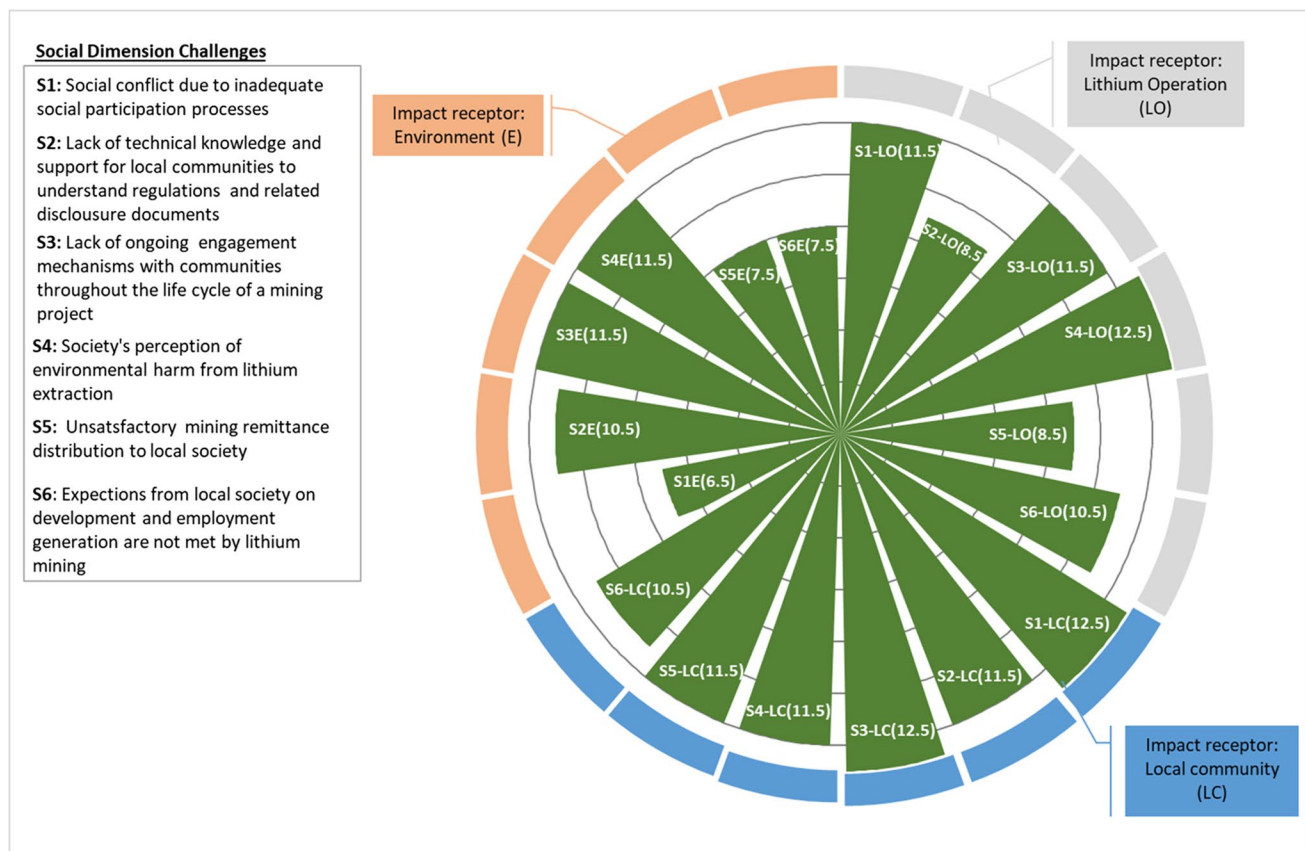 Social Dimension Challenges
S1: Social conflict due to inadequate
social participation processes
S2: Lack of technical knowledge and
support for local communities to
understand regulations and related
disclousure documents
S3: Lack of ongoing engagement
mechanisms with communities
throughout the life cycle of a mining
project
S4: Society's perception of
environmental harm from lithium
extraction
S5: Unsatisfactory mining remittance
distribution to local society
S6: Expections from local society on
development and employment
generation are not met by lithium
mining
Impact receptor:
Environment (E)
Impact receptor:
Lithium Operation
(LO)
S1-LO(11.5)
S2-LO(8.5)
S3-LO(11.5)
S4-LO(12.5)
S5-LO(8.5)
S6-LO(10.5)
S1-LC(12.5)
S2-LC(11.5)
S3-LC(12.5)
S4-LC(11.5)
S5-LC(11.5)
S6-LC(10.5)
S1E(6.5)
S2E(10.5)
S3E(11.5)
S4E(11.5)
S5E(7.5)
S6E(7.5)
Impact receptor:
Local community
(LC)